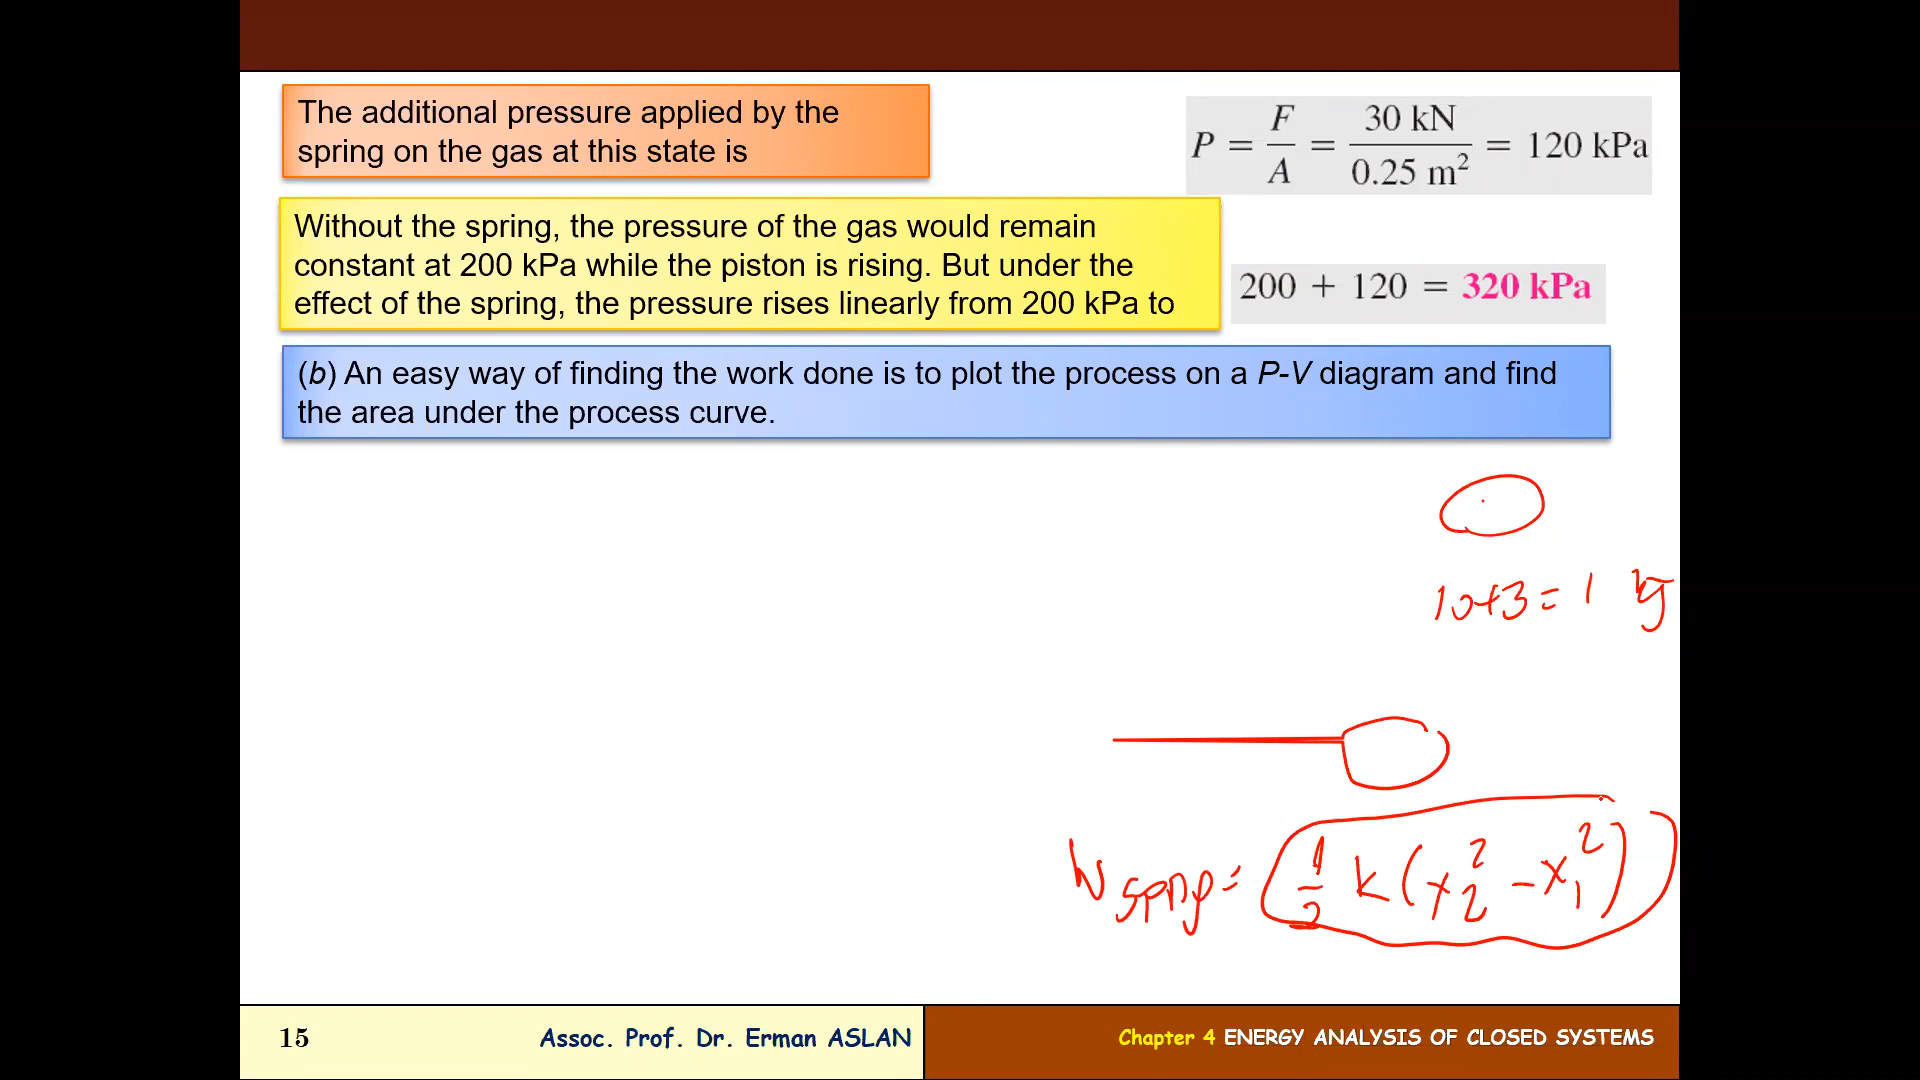 The additional pressure applied by the
spring on the gas at this state is
P = F/A = 30 kN/0.25 m² = 120 kPa
Without the spring, the pressure of the gas would remain
constant at 200 kPa while the piston is rising. But under the
effect of the spring, the pressure rises linearly from 200 kPa to
200 + 120 = 320 kPa
(b) An easy way of finding the work done is to plot the process on a P-V diagram and find
the area under the process curve.
10+3 = 1 kJ
W spring = 1/2 k (x₂² - x₁²)
15
Assoc. Prof. Dr. Erman ASLAN
Chapter 4 ENERGY ANALYSIS OF CLOSED SYSTEMS